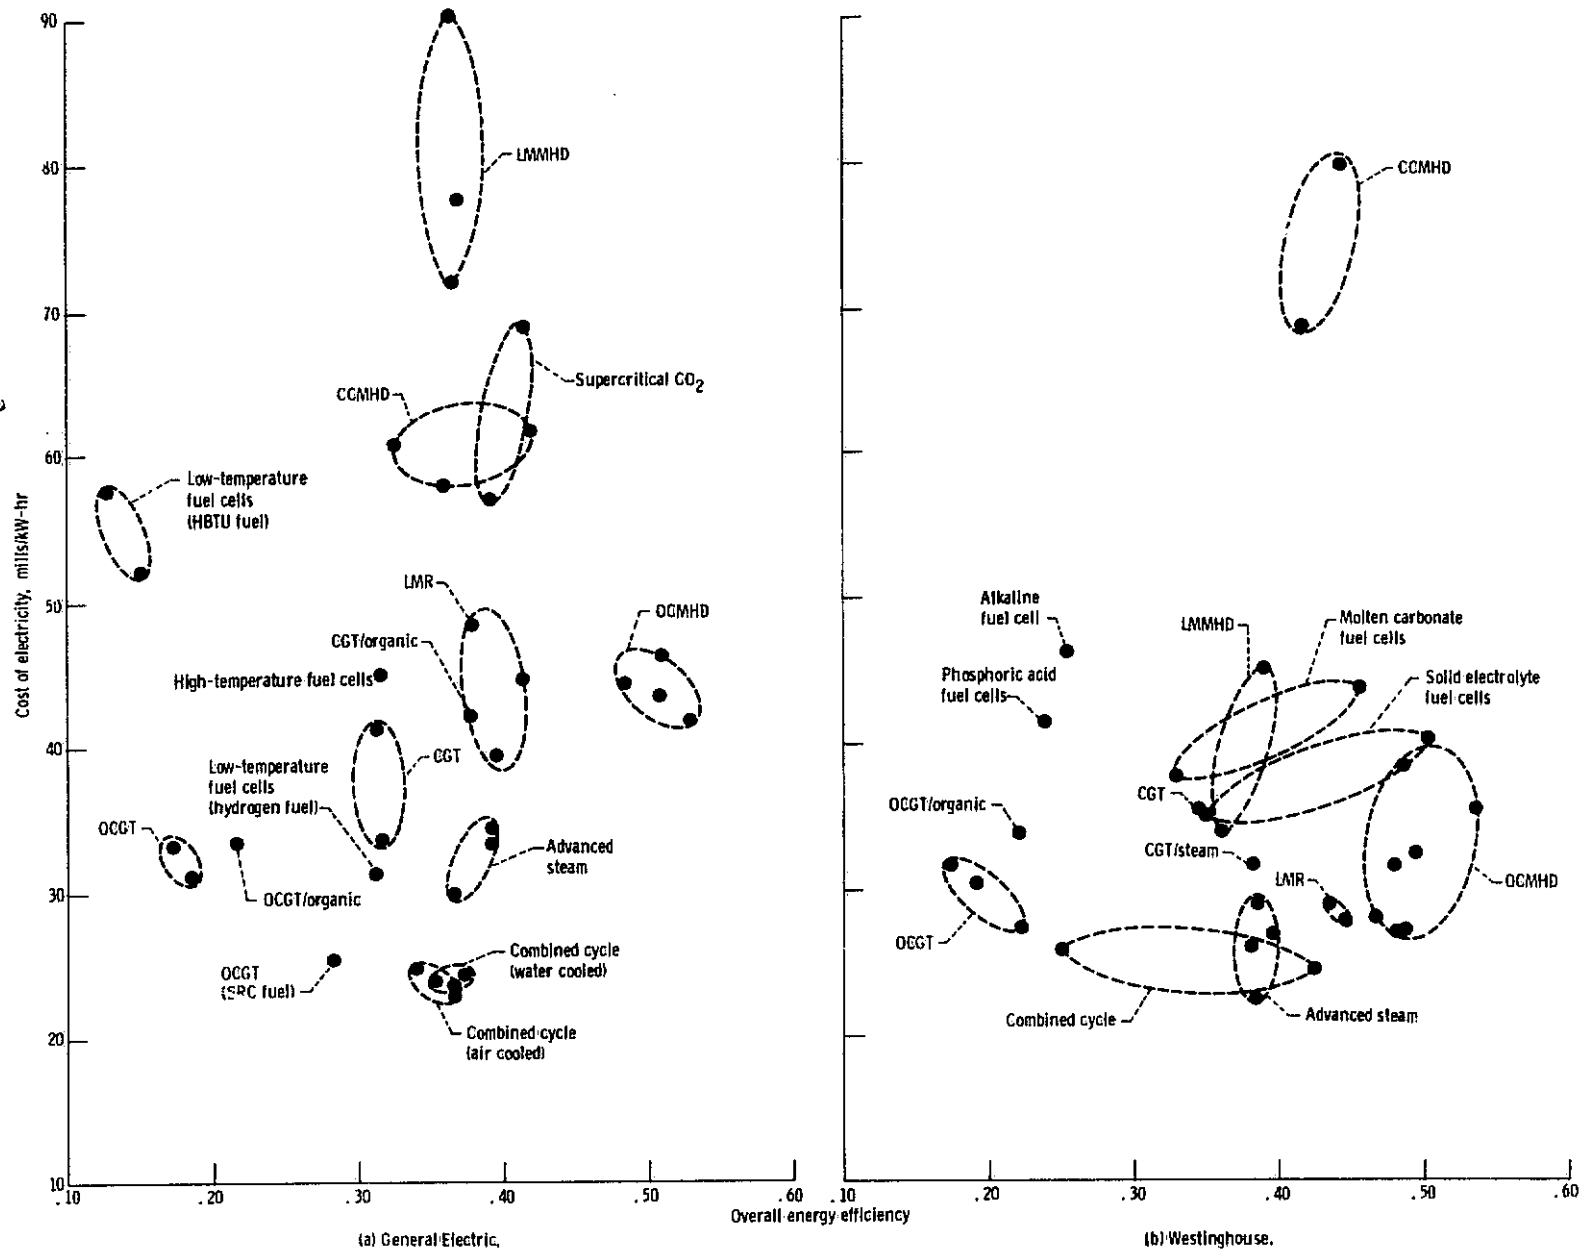 90
80
70
60
50
40
30
20
10
Cost of electricity, mills/kW-hr
LMMHD
Supercritical CO2
CCMHD
Low-temperature
fuel cells
(HBTU fuel)
LMR
CGT/organic
OCMHD
High-temperature fuel cells
CGT
Low-temperature
fuel cells
(hydrogen fuel)
OCGT
Advanced
steam
OCGT/organic
Combined cycle
(water cooled)
OCGT
(SRC fuel)
Combined cycle
(air cooled)
.10 .20 .30 .40 .50 .60
(a) General Electric.
CCMHD
Alkaline
fuel cell
LMMHD
Molten carbonate
fuel cells
Phosphoric acid
fuel cells
Solid electrolyte
fuel cells
CGT
OCGT/organic
CGT/steam
LMR
OCMHD
OCGT
Combined cycle
Advanced steam
.10 .20 .30 .40 .50 .60
Overall energy efficiency
(b) Westinghouse.